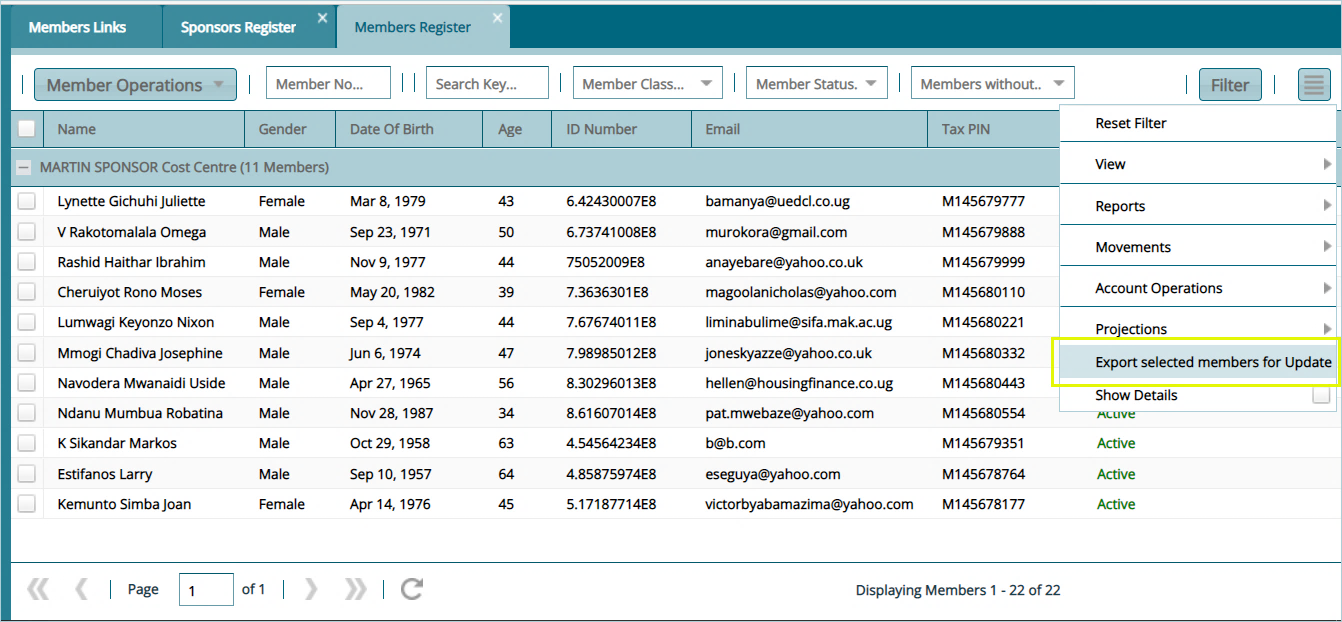 Members Links Sponsors Register Members Register
Member Operations Member No... Search Key... Member Class... Member Status. Members without.. Filter
Name Gender Date Of Birth Age ID Number Email Tax PIN
MARTIN SPONSOR Cost Centre (11 Members)
Lynette Gichuhi Juliette Female Mar 8, 1979 43 6.42430007E8 bamanya@uedcl.co.ug M145679777
V Rakotomalala Omega Male Sep 23, 1971 50 6.73741008E8 murokora@gmail.com M145679888
Rashid Haithar Ibrahim Male Nov 9, 1977 44 75052009E8 anayebare@yahoo.co.uk M145679999
Cheruiyot Rono Moses Female May 20, 1982 39 7.3636301E8 magoolanicholas@yahoo.com M145680110
Lumwagi Keyonzo Nixon Male Sep 4, 1977 44 7.67674011E8 liminabulime@sifa.mak.ac.ug M145680221
Mmogi Chadiva Josephine Male Jun 6, 1974 47 7.98985012E8 joneskyazze@yahoo.co.uk M145680332
Navodera Mwanaidi Uside Male Apr 27, 1965 56 8.30296013E8 hellen@housingfinance.co.ug M145680443
Ndanu Mumbua Robatina Male Nov 28, 1987 34 8.61607014E8 pat.mwebaze@yahoo.com M145680554 Active
K Sikandar Markos Male Oct 29, 1958 63 4.54564234E8 b@b.com M145679351 Active
Estifanos Larry Male Sep 10, 1957 64 4.85875974E8 eseguya@yahoo.com M145678764 Active
Kemunto Simba Joan Female Apr 14, 1976 45 5.17187714E8 victorbyabamazima@yahoo.com M145678177 Active
Reset Filter
View
Reports
Movements
Account Operations
Projections
Export selected members for Update
Show Details
Page 1 of 1 Displaying Members 1 - 22 of 22